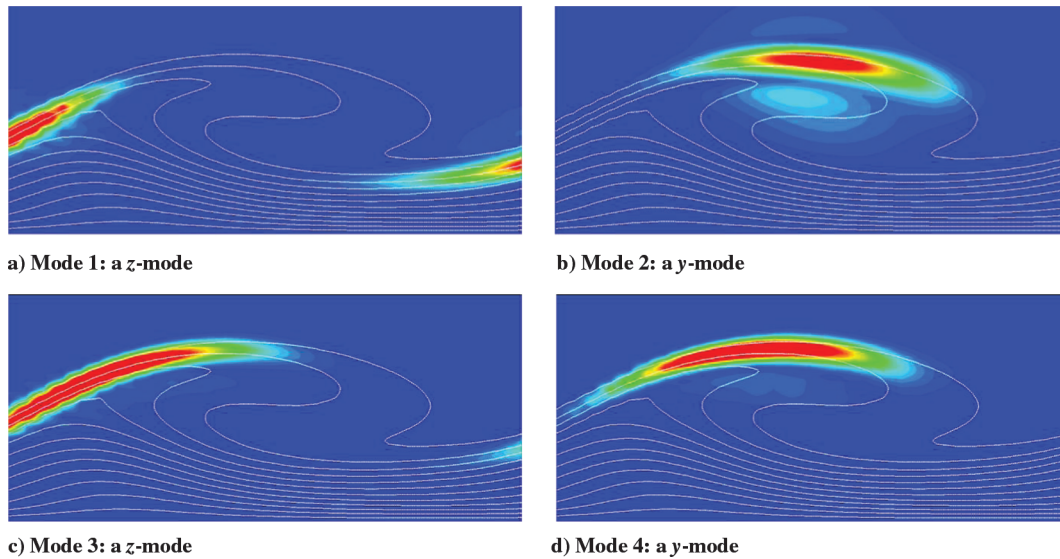 a) Mode 1: a z-mode
b) Mode 2: a y-mode
c) Mode 3: a z-mode
d) Mode 4: a y-mode